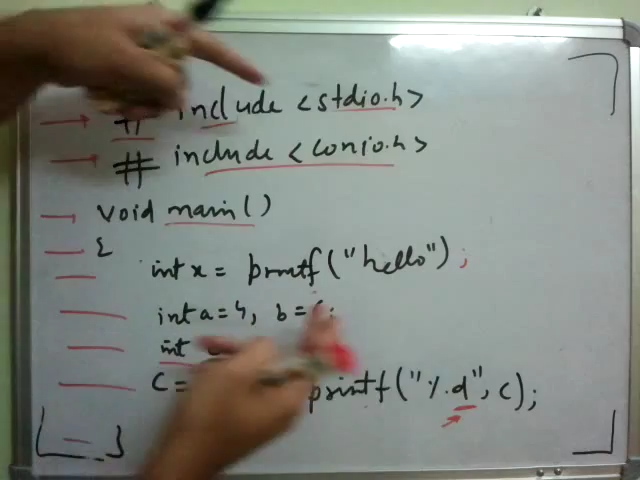 # include <stdio.h>
# include <conio.h>
void main()
{
int x = printf("hello");
int a=4, b=
int
C= printf("%d", c);
}